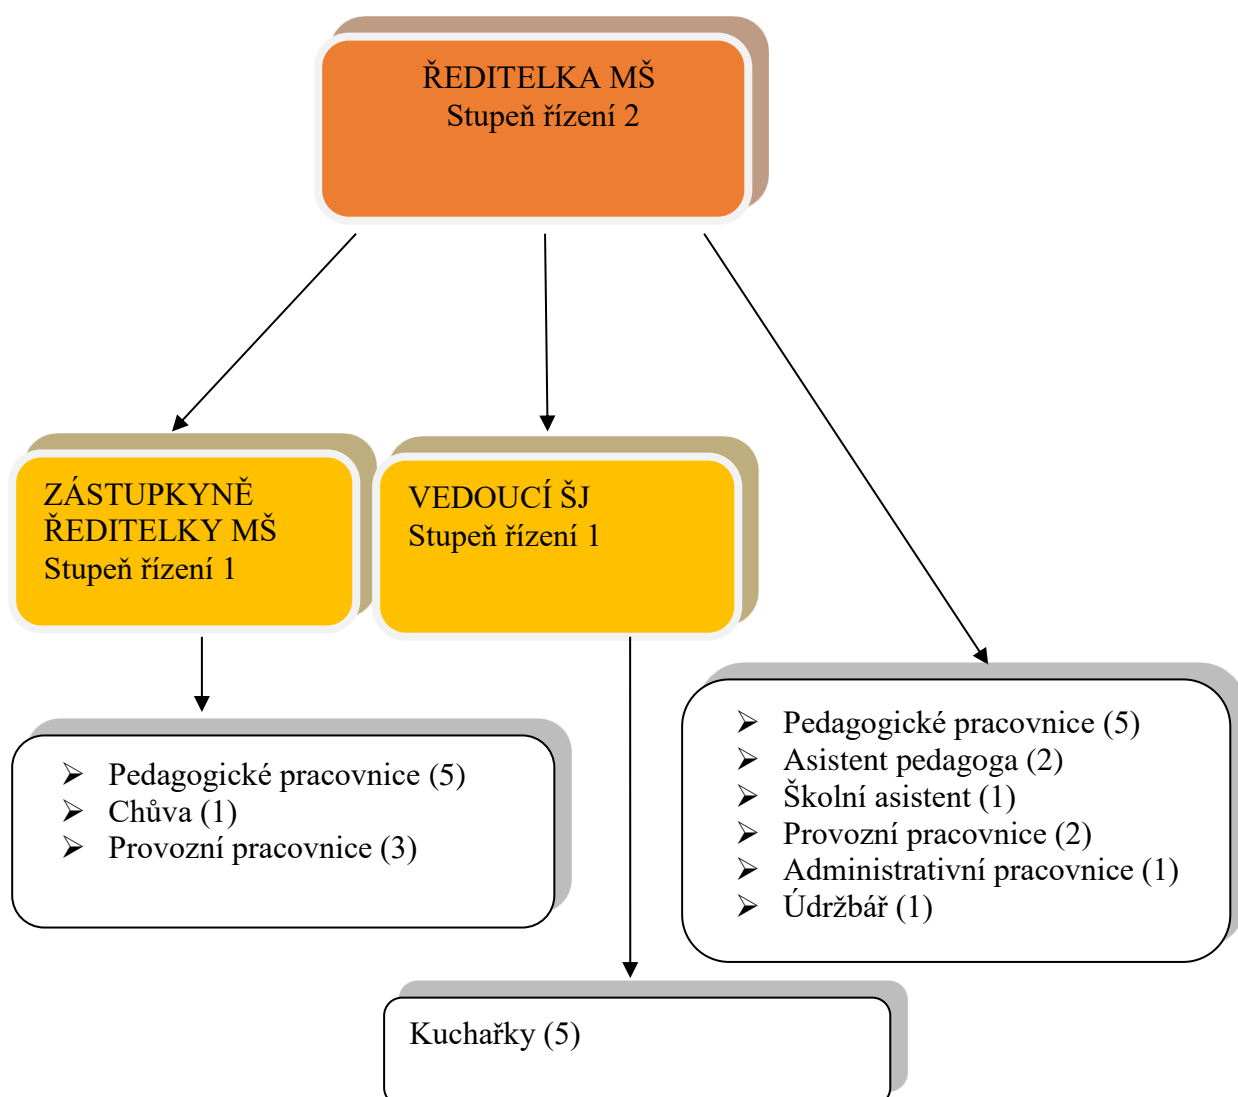 ŘEDITELKA MŠ
Stupeň řízení 2
ZÁSTUPKYNĚ
ŘEDITELKY MŠ
Stupeň řízení 1
VEDOUCÍ ŠJ
Stupeň řízení 1
➢ Pedagogické pracovnice (5)
➢ Chůva (1)
➢ Provozní pracovnice (3)
➢ Pedagogické pracovnice (5)
➢ Asistent pedagoga (2)
➢ Školní asistent (1)
➢ Provozní pracovnice (2)
➢ Administrativní pracovnice (1)
➢ Údržbář (1)
Kuchařky (5)